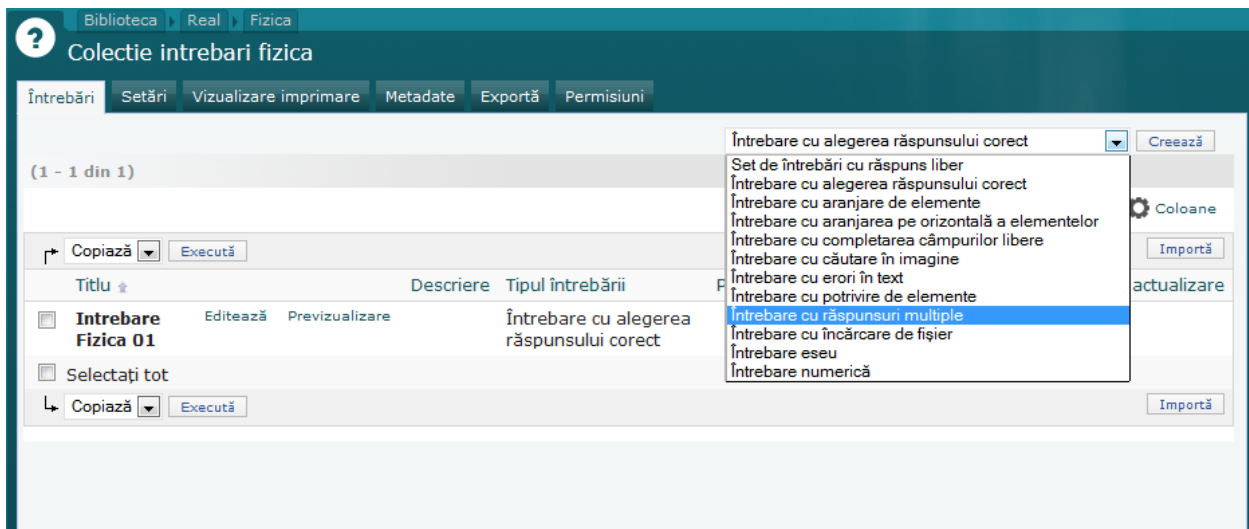 Biblioteca Real Fizica
?
Colectie intrebari fizica
Întrebări Setări Vizualizare imprimare Metadate Exportă Permisiuni
Întrebare cu alegerea răspunsului corect Creează
(1 - 1 din 1)
Set de întrebări cu răspuns liber
Întrebare cu alegerea răspunsului corect
Întrebare cu aranjare de elemente
Întrebare cu aranjarea pe orizontală a elementelor
Întrebare cu completarea câmpurilor libere
Întrebare cu căutare în imagine
Întrebare cu erori în text
Întrebare cu potrivire de elemente
Întrebare cu răspunsuri multiple
Întrebare cu încărcare de fișier
Întrebare eseu
Întrebare numerică
Coloane
Copiază Execută Importă
Titlu Descriere Tipul întrebării P actualizare
Intrebare Editează Previzualizare Întrebare cu alegerea
Fizica 01 răspunsului corect
Selectați tot
Copiază Execută Importă